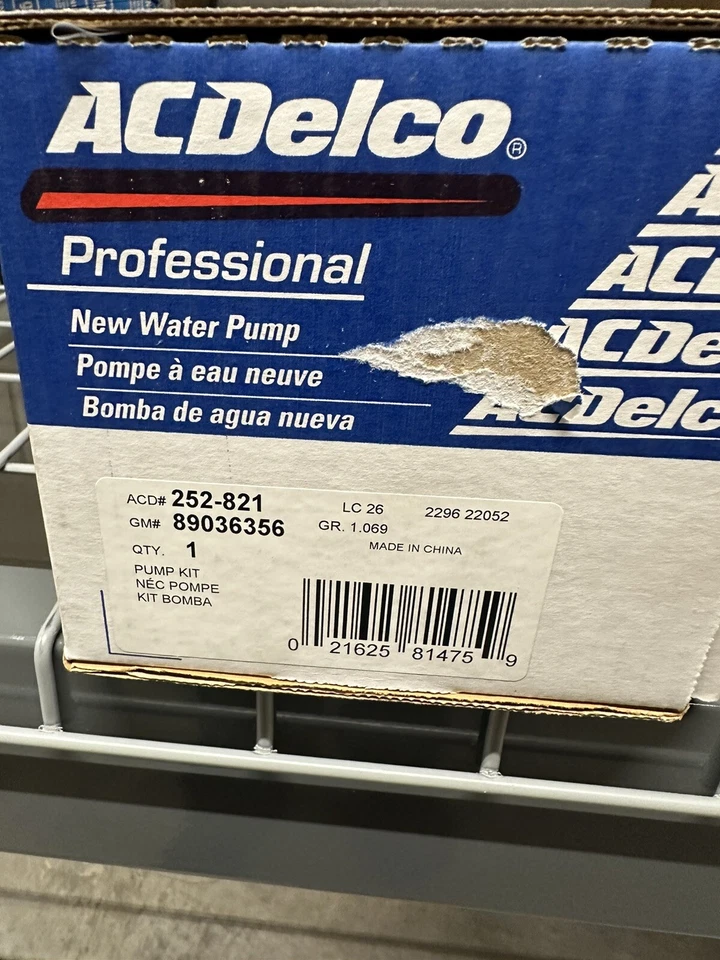 ACDelco®
Professional
New Water Pump
Pompe à eau neuve
Bomba de agua nueva
ACDelco
ACD# 252-821 LC 26 2296 22052
GM# 89036356 GR. 1.069
QTY. 1 MADE IN CHINA
PUMP KIT
NÉC POMPE
KIT BOMBA
0 21625 81475 9